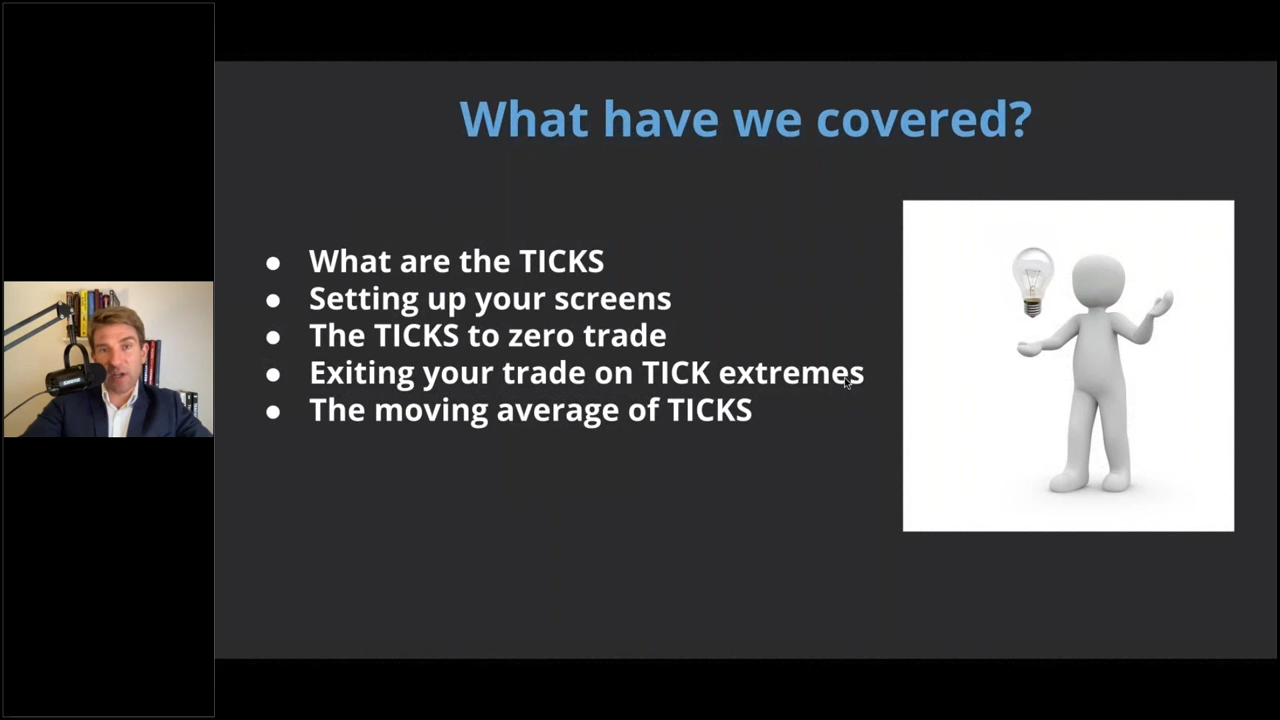 What have we covered?
● What are the TICKS
● Setting up your screens
● The TICKS to zero trade
● Exiting your trade on TICK extremes
● The moving average of TICKS